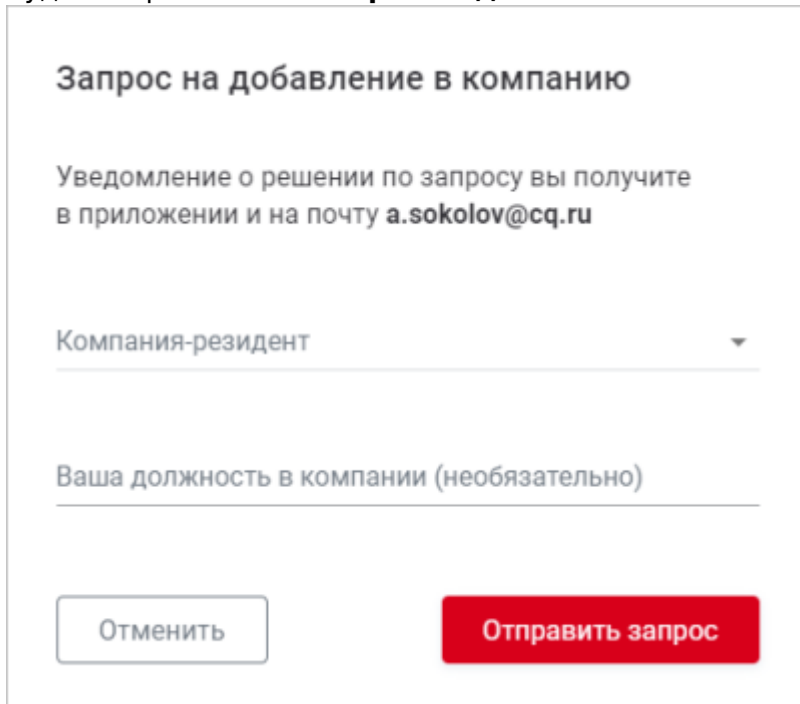 Запрос на добавление в компанию
Уведомление о решении по запросу вы получите
в приложении и на почту a.sokolov@cq.ru
Компания-резидент
Ваша должность в компании (необязательно)
Отменить
Отправить запрос